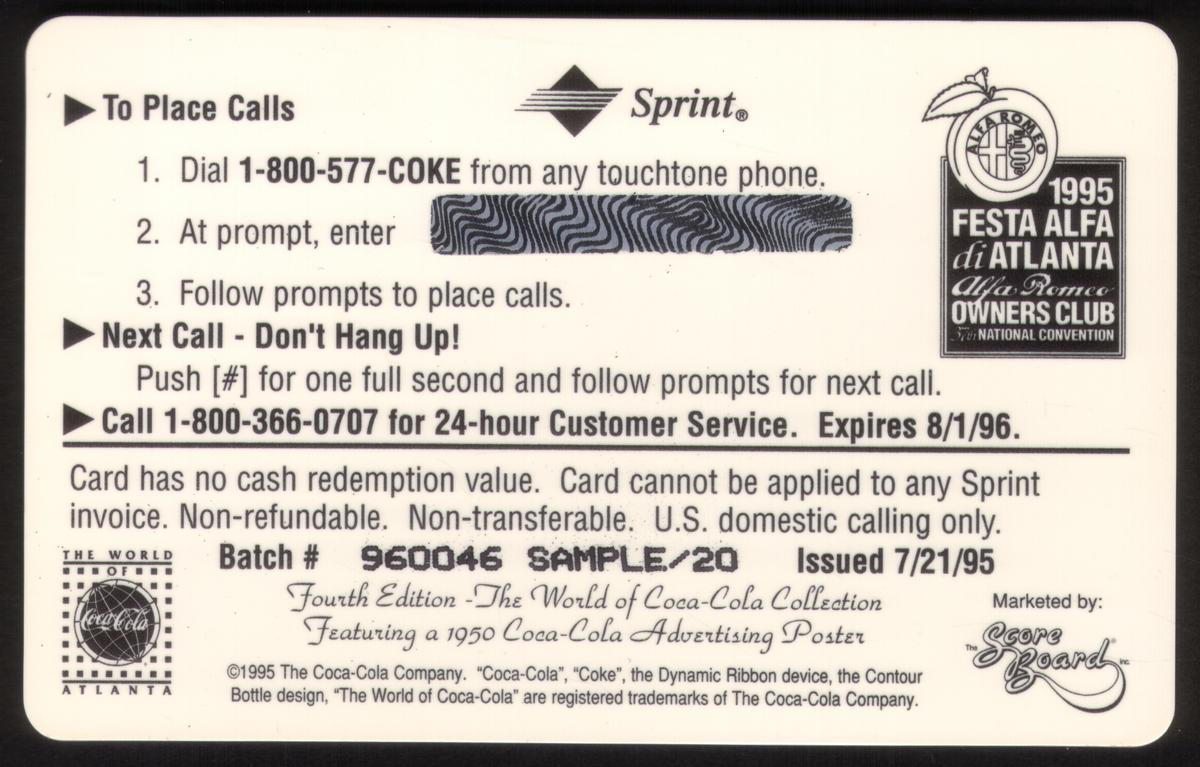 ▶ To Place Calls
Sprint®
1. Dial 1-800-577-COKE from any touchtone phone.
2. At prompt, enter
3. Follow prompts to place calls.
▶ Next Call - Don't Hang Up!
Push [#] for one full second and follow prompts for next call.
▶ Call 1-800-366-0707 for 24-hour Customer Service. Expires 8/1/96.
ALFA ROMEO
1995
FESTA ALFA
di ATLANTA
Alfa Romeo
OWNERS CLUB
37th NATIONAL CONVENTION
Card has no cash redemption value. Card cannot be applied to any Sprint
invoice. Non-refundable. Non-transferable. U.S. domestic calling only.
Batch # 960046 SAMPLE/20 Issued 7/21/95
THE WORLD
OF
Coca-Cola
ATLANTA
Fourth Edition -The World of Coca-Cola Collection
Featuring a 1950 Coca-Cola Advertising Poster
©1995 The Coca-Cola Company. “Coca-Cola”, “Coke”, the Dynamic Ribbon device, the Contour
Bottle design, “The World of Coca-Cola” are registered trademarks of The Coca-Cola Company.
Marketed by:
The Score
Board® Inc.